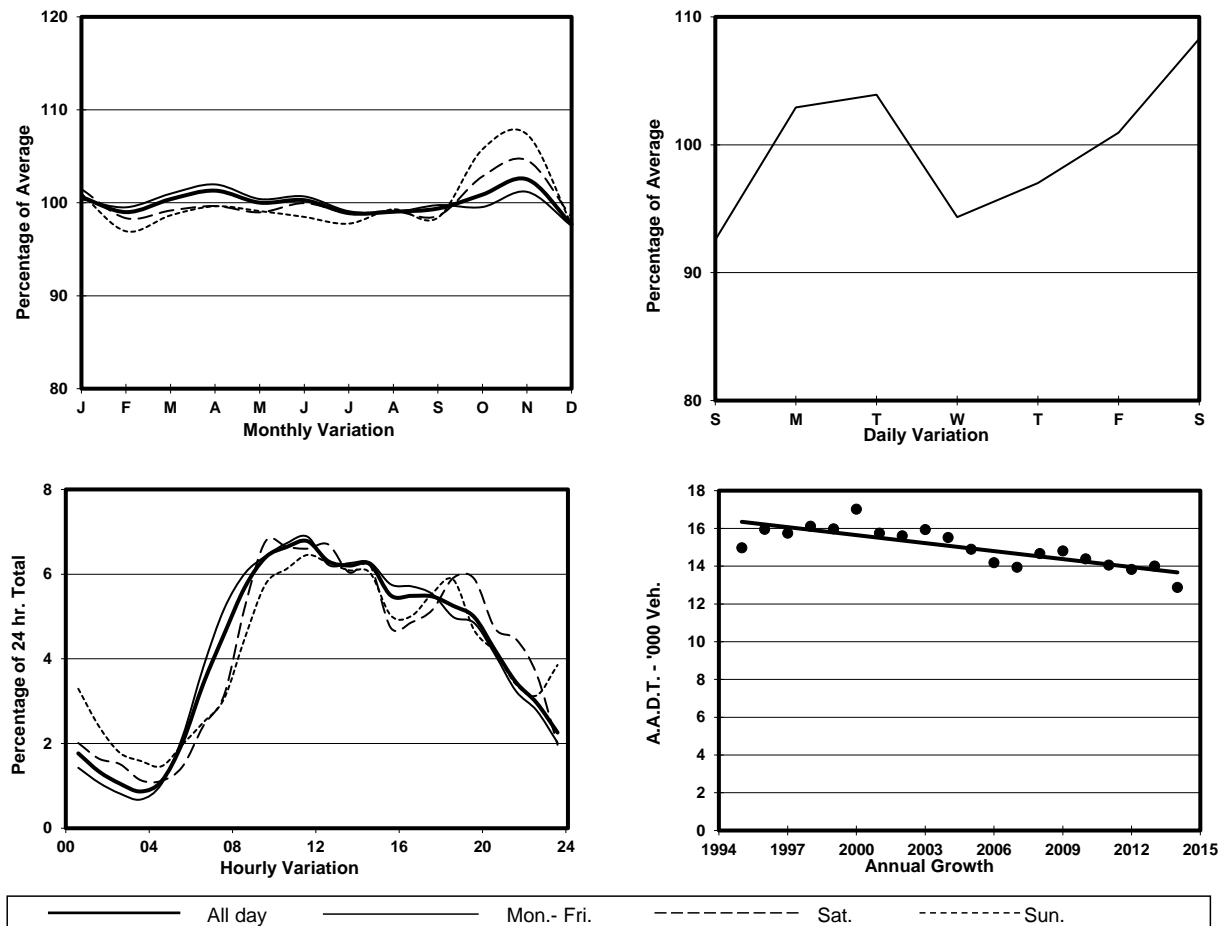 120
110
100
90
80
Percentage of Average
J F M A M J J A S O N D
Monthly Variation
110
100
90
80
Percentage of Average
S M T W T F S
Daily Variation
8
6
4
2
0
Percentage of 24 hr. Total
00 04 08 12 16 20 24
Hourly Variation
18
16
14
12
10
8
6
4
2
0
A.A.D.T. - '000 Veh.
1994 1997 2000 2003 2006 2009 2012 2015
Annual Growth
All day Mon.- Fri. Sat. Sun.